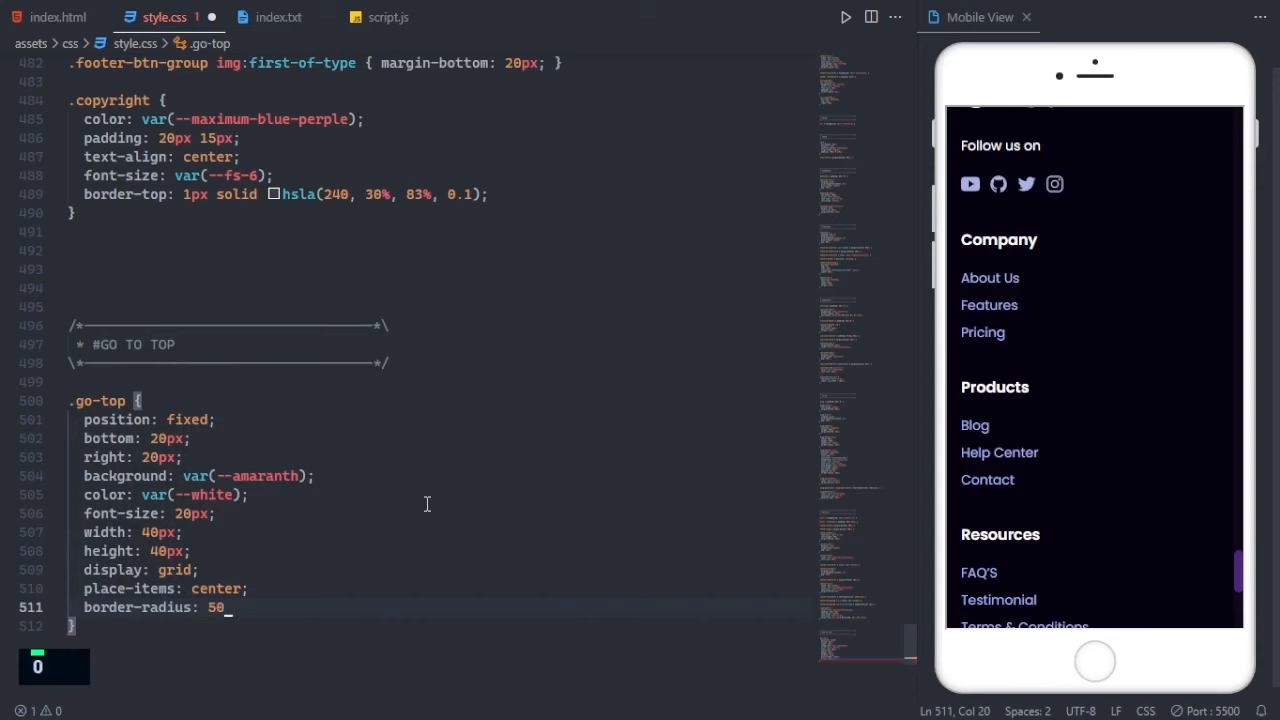 index.html
style.css 1
index.txt
script.js
Mobile View
assets > css > style.css > .go-top
482 .footer-btn-group img:first-of-type { margin-bottom: 20px; }
483
484 .copyright {
485 color: var(--maximum-blue-perple);
486 padding: 20px 15px;
487 text-align: center;
488 font-size: var(--fs-6);
489 border-top: 1px solid hsla(240, 30%, 83%, 0.1);
490 }
491
492
493
494
495
496 /*-----------------------------------*\
497 * #GO TO TOP
498 \*-----------------------------------*/
499
500 .go-top {
501 position: fixed;
502 bottom: 20px;
503 right: 20px;
504 background: var(--amaranth);
505 color: var(--white);
506 font-size: 20px;
507 width: 40px;
508 height: 40px;
509 display: grid;
510 place-items: center;
511 border-radius: 50
512 }
0
Follow us on
Company
About Us
Features
Pricing
Products
Blog
Help Center
Contact
Resources
FAQ'S
Testimonial
Terms & Conditions
1 0
Ln 511, Col 20 Spaces: 2 UTF-8 LF CSS Port : 5500